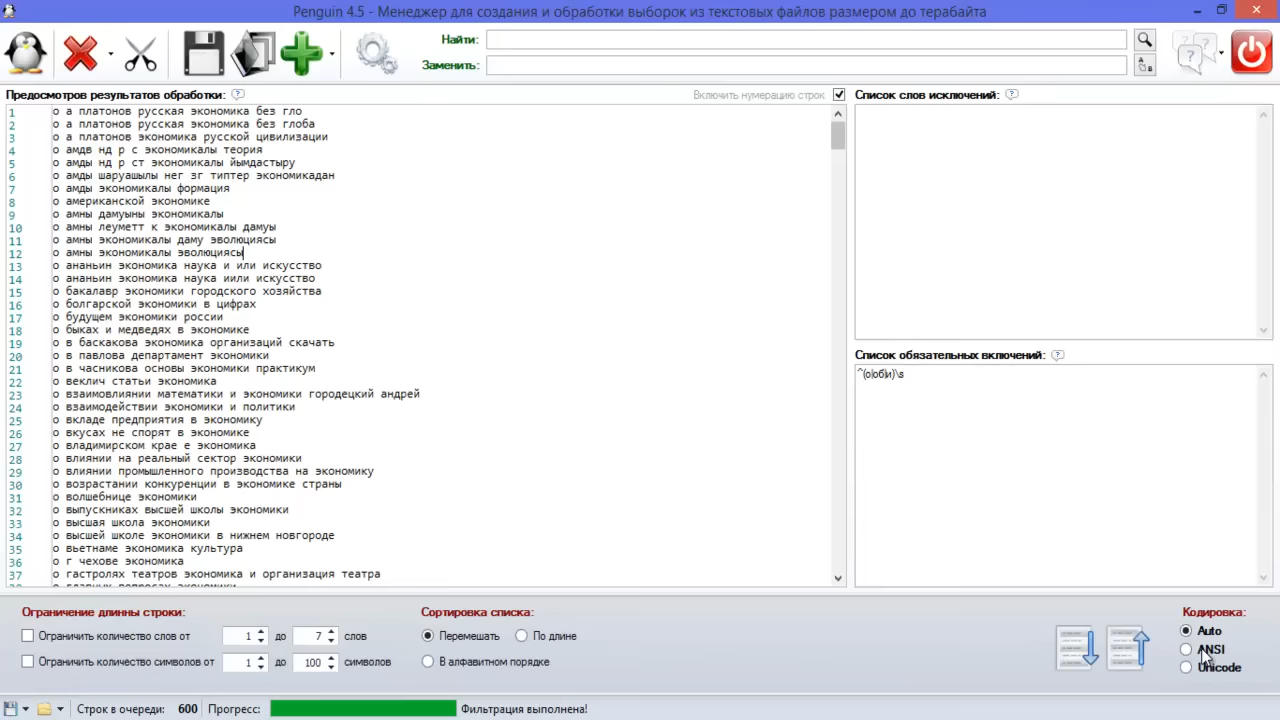 Penguin 4.5 - Менеджер для создания и обработки выборок из текстовых файлов размером до терабайта
Найти:
Заменить:
Предосмотров результатов обработки:
Включить нумерацию строк
Список слов исключений:
1 о а платонов русская экономика без гло
2 о а платонов русская экономика без глоба
3 о а платонов экономика русской цивилизации
4 о амдв нд р с экономикалы теория
5 о амды нд р ст экономикалы йымдастыру
6 о амды шаруашылы нег зг типтер экономикадан
7 о амды экономикалы формация
8 о американской экономике
9 о амны дамуыны экономикалы
10 о амны леуметт к экономикалы дамуы
11 о амны экономикалы даму эволюциясы
12 о амны экономикалы эволюциясы
13 о ананьин экономика наука и или искусство
14 о ананьин экономика наука иили искусство
15 о бакалавр экономики городского хозяйства
16 о болгарской экономики в цифрах
17 о будущем экономики россии
18 о быках и медведях в экономике
19 о в баскакова экономика организаций скачать
20 о в павлова департамент экономики
21 о в часникова основы экономики практикум
22 о веклич статьи экономика
23 о взаимовлиянии математики и экономики городецкий андрей
24 о взаимодействии экономики и политики
25 о вкладе предприятия в экономику
26 о вкусах не спорят в экономике
27 о владимирском крае е экономика
28 о влиянии на реальный сектор экономики
29 о влиянии промышленного производства на экономику
30 о возрастании конкуренции в экономике страны
31 о волшебнице экономики
32 о выпускниках высшей школы экономики
33 о высшая школа экономики
34 о высшей школе экономики в нижнем новгороде
35 о вьетнаме экономика культура
36 о г чехове экономика
37 о гастролях театров экономика и организация театра
Список обязательных включений:
^(о|об|и)\s
Ограничение длинны строки:
Ограничить количество слов от 1 до 7 слов
Ограничить количество символов от 1 до 100 символов
Сортировка списка:
Перемешать По длине
В алфавитном порядке
Кодировка:
Auto
ANSI
Unicode
Строк в очереди: 600 Прогресс: Фильтрация выполнена!